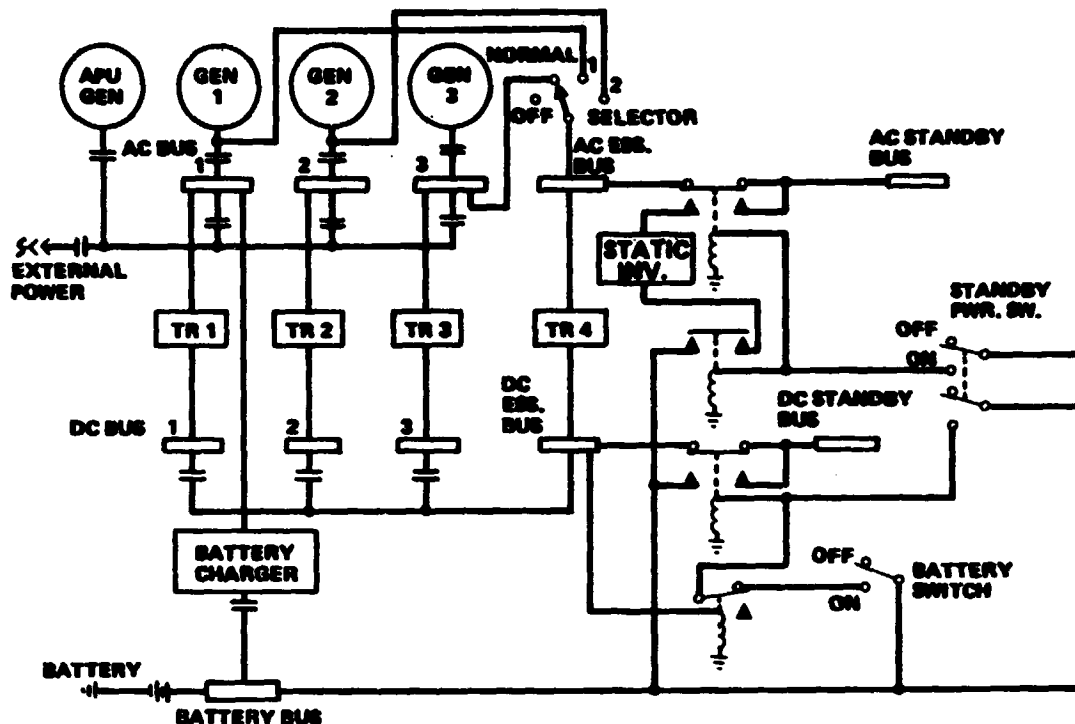 APU
GEN
GEN
1
GEN
2
GEN
3
NORMAL
1
2
OFF
SELECTOR
AC BUS
1
2
3
AC ESS.
BUS
AC STANDBY
BUS
STATIC
INV.
EXTERNAL
POWER
STANDBY
PWR. SW.
OFF
ON
TR 1
TR 2
TR 3
TR 4
DC
ESS.
BUS
DC STANDBY
BUS
DC BUS
1
2
3
BATTERY
CHARGER
OFF
ON
BATTERY
SWITCH
BATTERY
BATTERY BUS